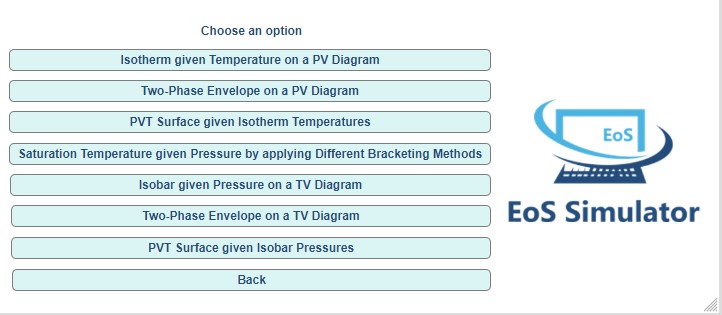 Choose an option
Isotherm given Temperature on a PV Diagram
Two-Phase Envelope on a PV Diagram
PVT Surface given Isotherm Temperatures
Saturation Temperature given Pressure by applying Different Bracketing Methods
Isobar given Pressure on a TV Diagram
Two-Phase Envelope on a TV Diagram
PVT Surface given Isobar Pressures
Back
EoS
EoS Simulator